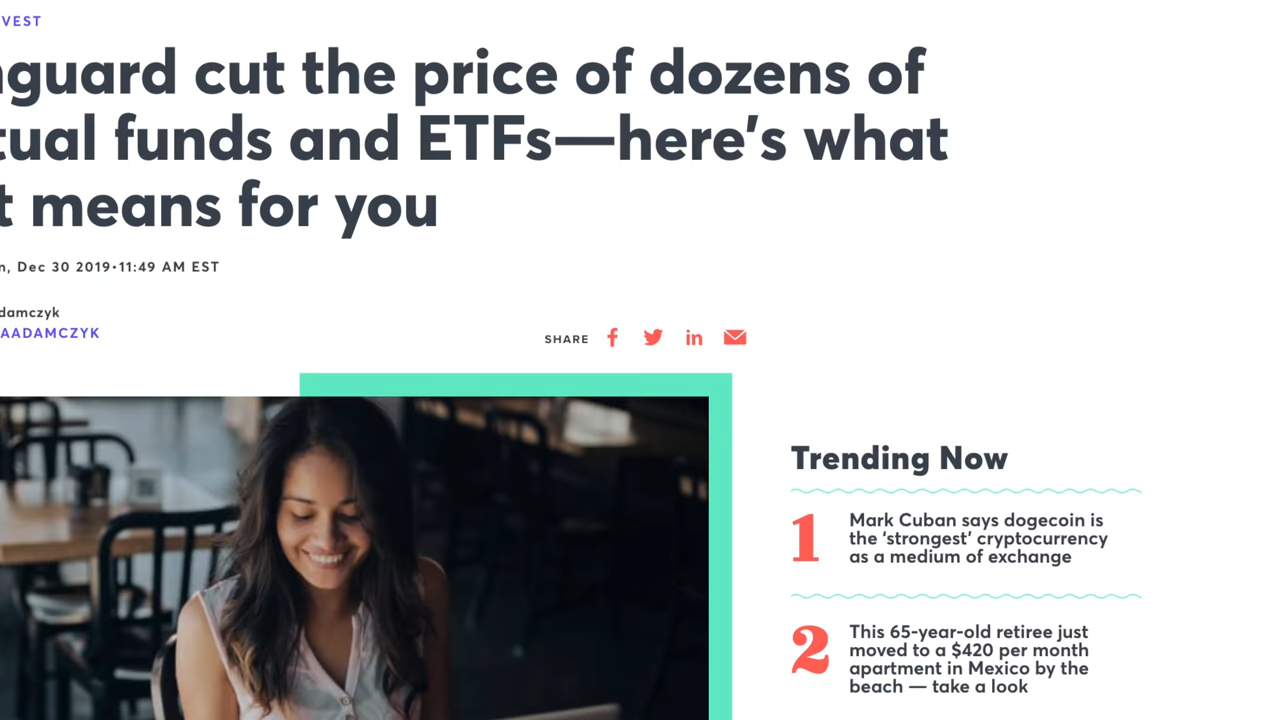 VEST
nguard cut the price of dozens of
tual funds and ETFs—here's what
t means for you
n, Dec 30 2019•11:49 AM EST
damczyk
AADAMCZYK
SHARE
Trending Now
1
Mark Cuban says dogecoin is
the ‘strongest’ cryptocurrency
as a medium of exchange
2
This 65-year-old retiree just
moved to a $420 per month
apartment in Mexico by the
beach — take a look